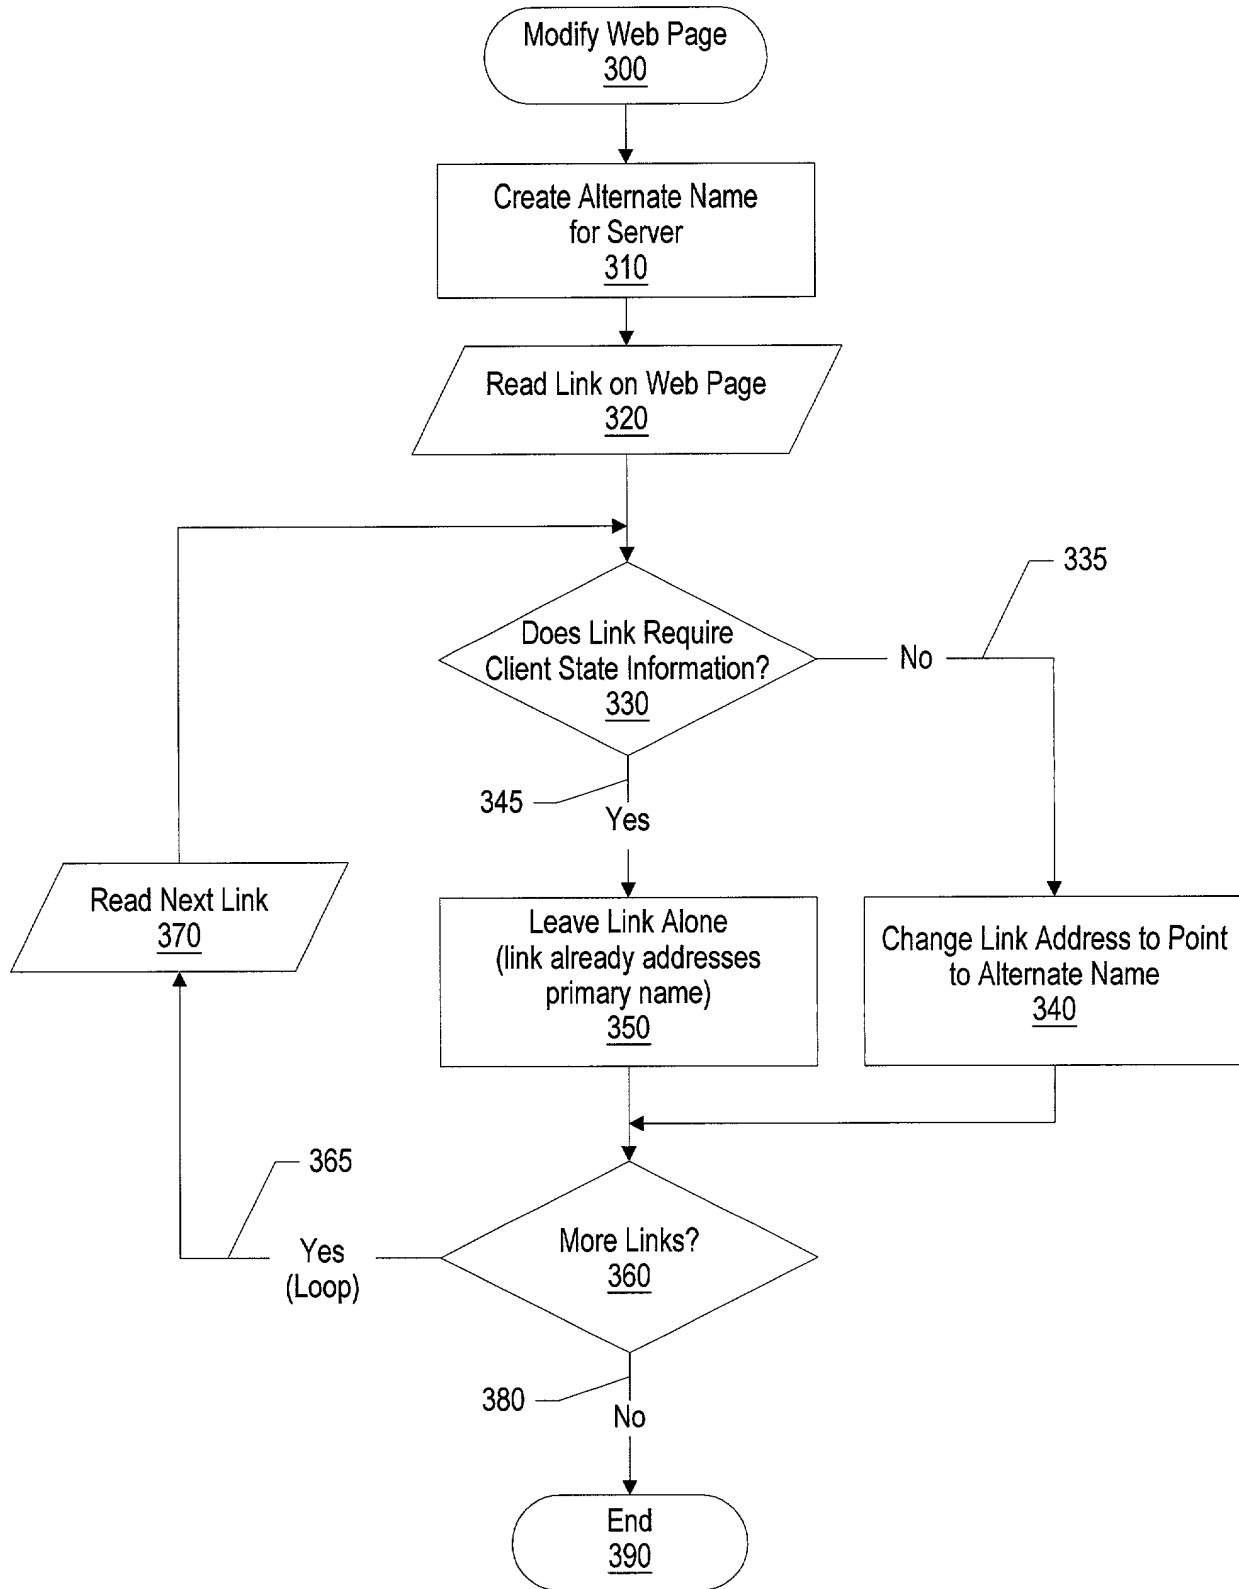 Modify Web Page
300
Create Alternate Name
for Server
310
Read Link on Web Page
320
335
Does Link Require
Client State Information?
330
No
345
Yes
Read Next Link
370
Leave Link Alone
(link already addresses
primary name)
350
Change Link Address to Point
to Alternate Name
340
365
Yes
(Loop)
More Links?
360
380
No
End
390